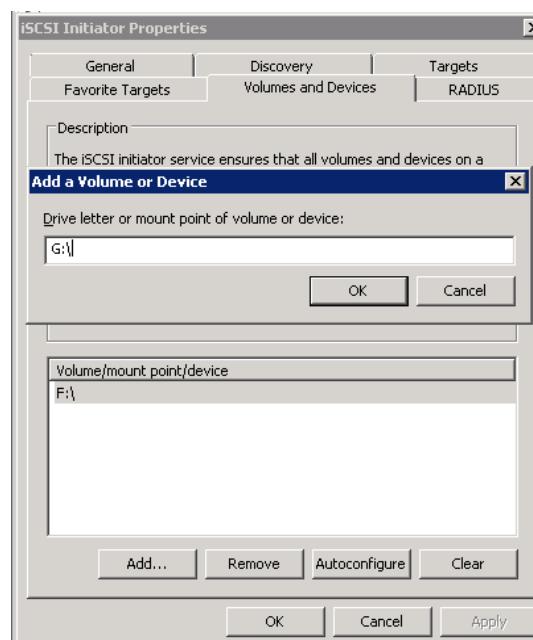 iSCSI Initiator Properties
General
Discovery
Targets
Favorite Targets
Volumes and Devices
RADIUS
Description
The iSCSI initiator service ensures that all volumes and devices on a
Add a Volume or Device
Drive letter or mount point of volume or device:
G:\
OK
Cancel
Volume/mount point/device
F:\
Add...
Remove
Autoconfigure
Clear
OK
Cancel
Apply